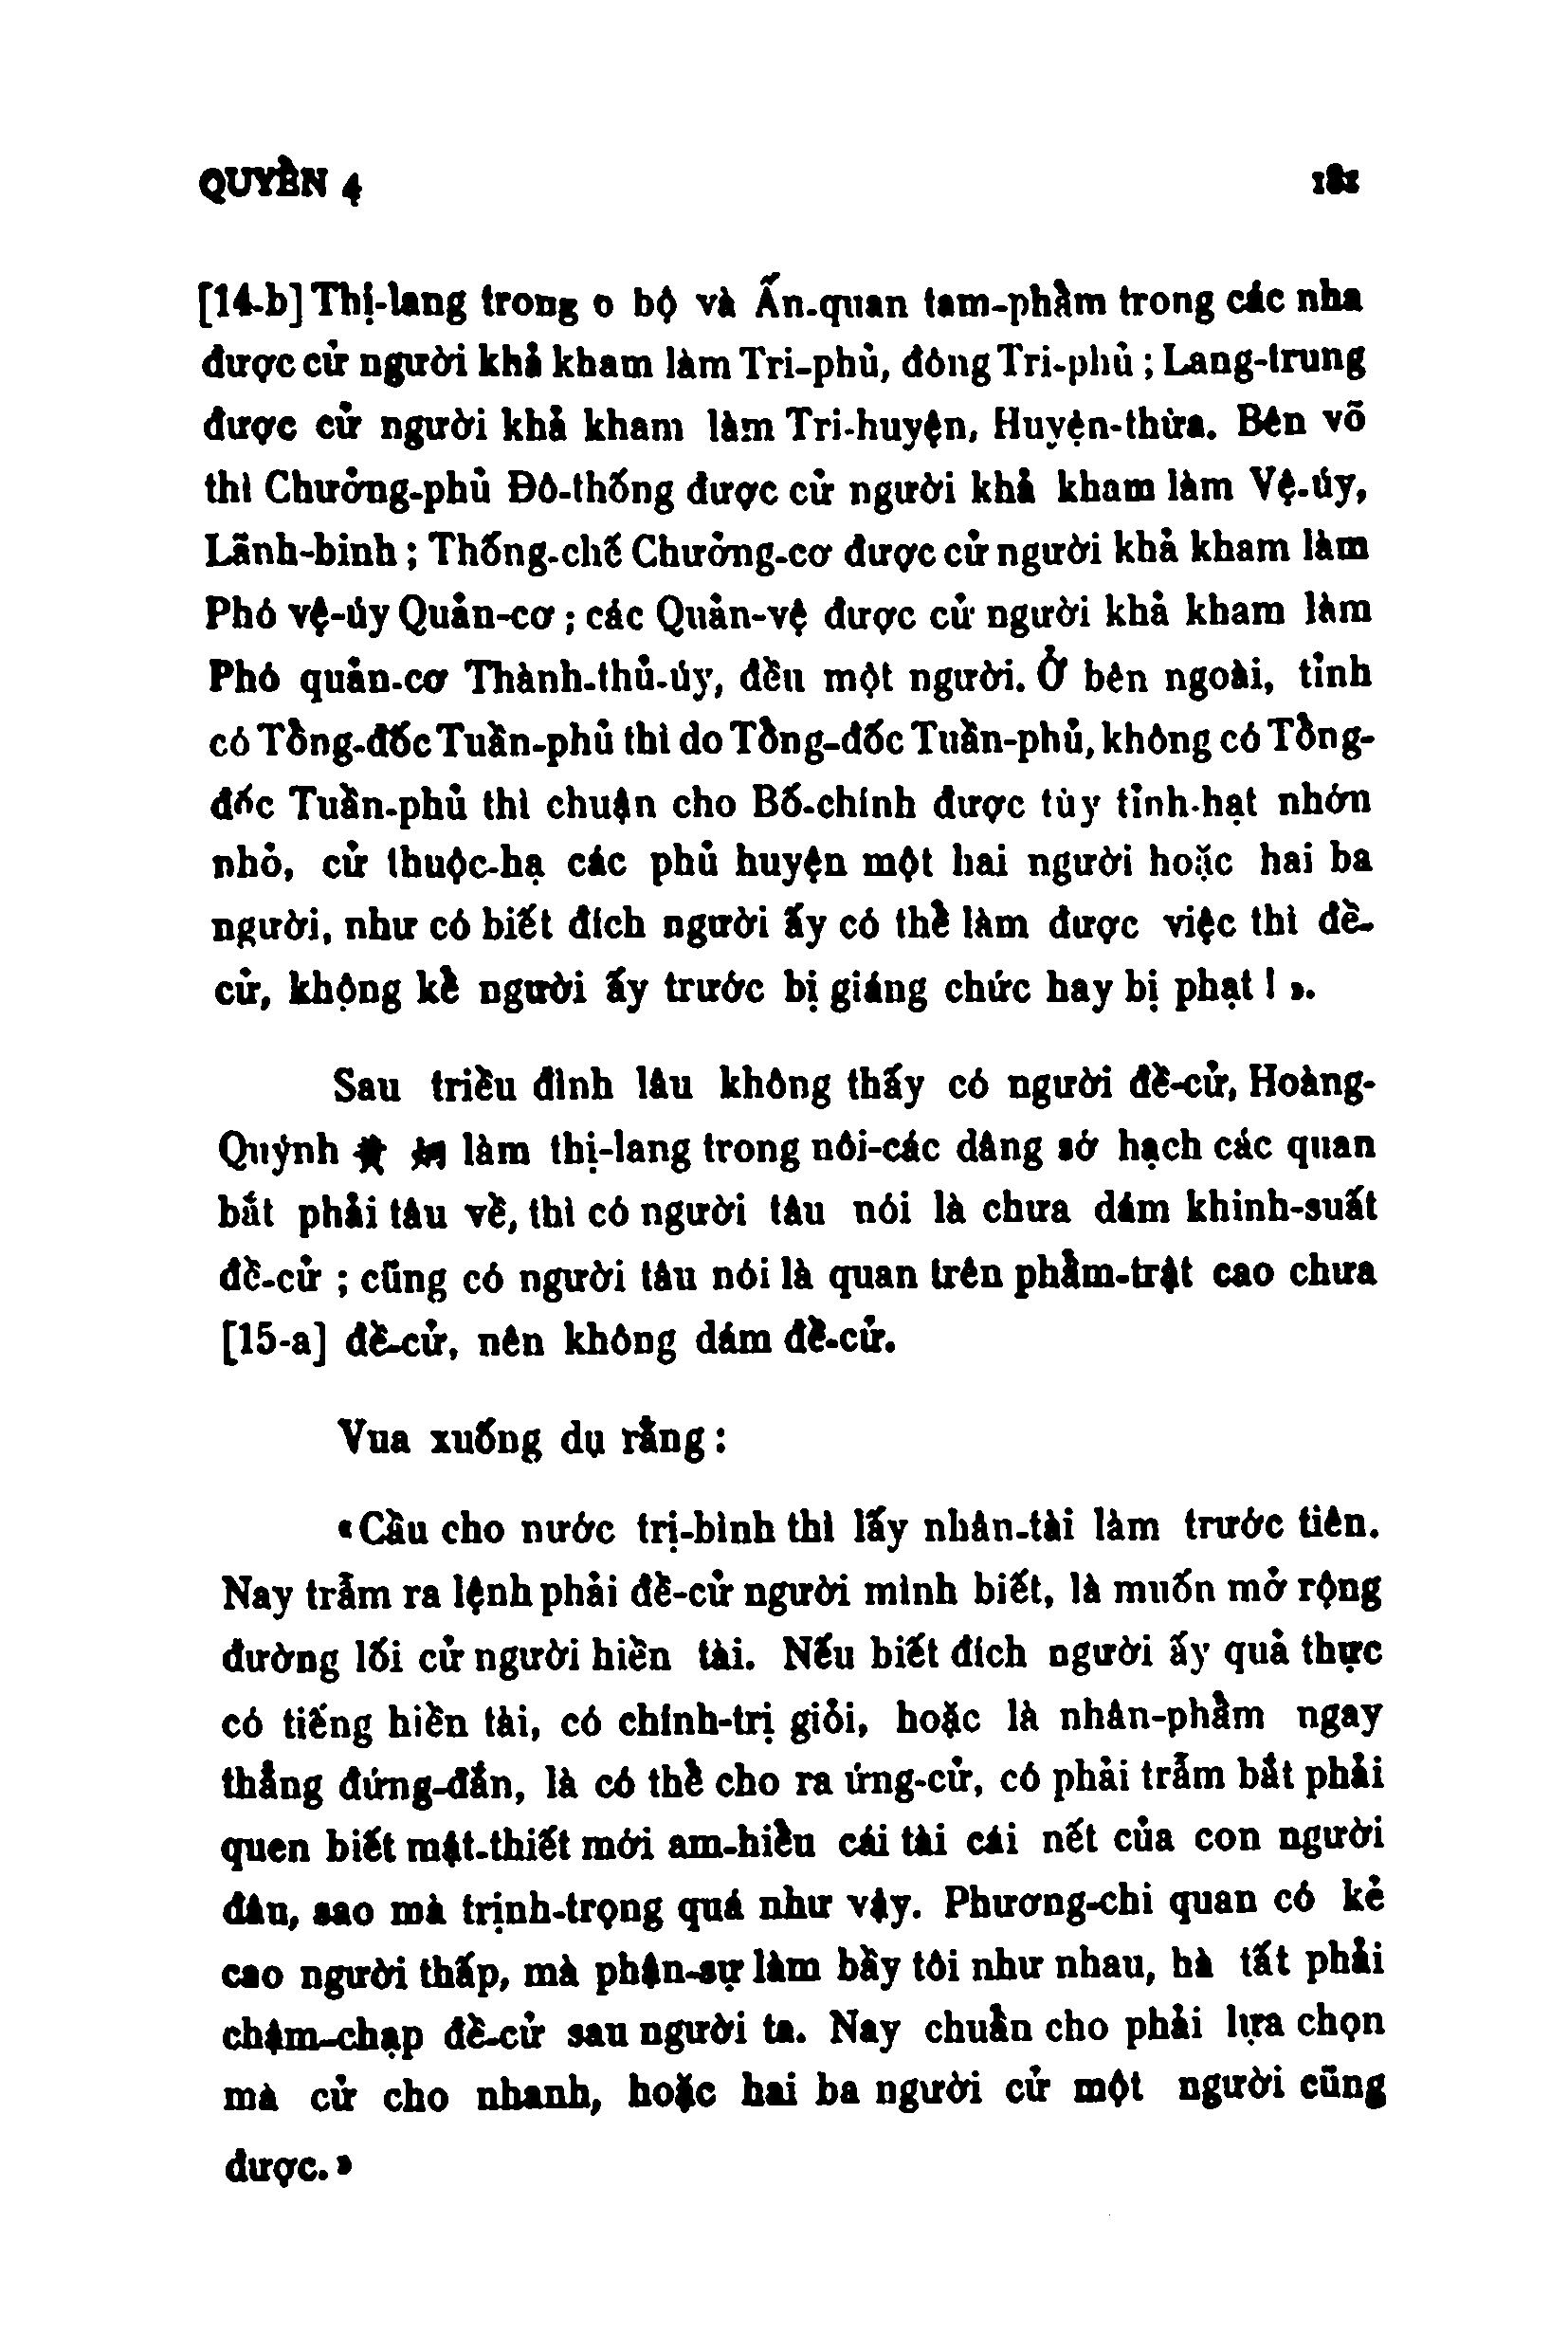 QUYỀN 4 181
[14-b] Thị-lang trong o bộ và Ấn-quan tam-phẩm trong các nha
được cử người khả kham làm Tri-phủ, đông Tri-phủ ; Lang-trung
được cử người khả kham làm Tri-huyện, Huyện-thừa. Bên võ
thì Chưởng-phủ Đô-thống được cử người khả kham làm Vệ-úy,
Lãnh-binh ; Thống-chế Chưởng-cơ được cử người khả kham làm
Phó vệ-úy Quản-cơ ; các Quản-vệ được cử người khả kham làm
Phó quản-cơ Thành-thủ-úy, đều một người. Ở bên ngoài, tỉnh
có Tổng-đốc Tuần-phủ thì do Tổng-đốc Tuần-phủ, không có Tổng-
đốc Tuần-phủ thì chuận cho Bố-chính được tùy tỉnh-hạt nhớn
nhỏ, cử thuộc-hạ các phủ huyện một hai người hoặc hai ba
người, như có biết đích người ấy có thể làm được việc thì đề-
cử, khộng kể người ấy trước bị giáng chức hay bị phạt ! ».
Sau triều đình lâu không thấy có người đề-cử, Hoàng-
Quýnh 黄 làm thị-lang trong nôi-các dâng sớ hạch các quan
bắt phải tâu về, thì có người tâu nói là chưa dám khinh-suất
đề-cử ; cũng có người tâu nói là quan trên phẩm-trật cao chưa
[15-a] đề-cử, nên không dám đề-cử.
Vua xuống dụ rằng :
« Cầu cho nước trị-bình thì lấy nhân-tài làm trước tiên.
Nay trẫm ra lệnh phải đề-cử người mình biết, là muốn mở rộng
đường lối cử người hiền tài. Nếu biết đích người ấy quả thực
có tiếng hiền tài, có chính-trị giỏi, hoặc là nhân-phẩm ngay
thẳng đứng-đắn, là có thể cho ra ứng-cử, có phải trẫm bắt phải
quen biết mật-thiết mới am-hiểu cái tài cái nết của con người
đâu, sao mà trịnh-trọng quá như vậy. Phương-chi quan có kẻ
cao người thấp, mà phận-sự làm bầy tôi như nhau, hà tất phải
chậm-chạp đề-cử sau người ta. Nay chuẩn cho phải lựa chọn
mà cử cho nhanh, hoặc hai ba người cử một người cũng
được. »